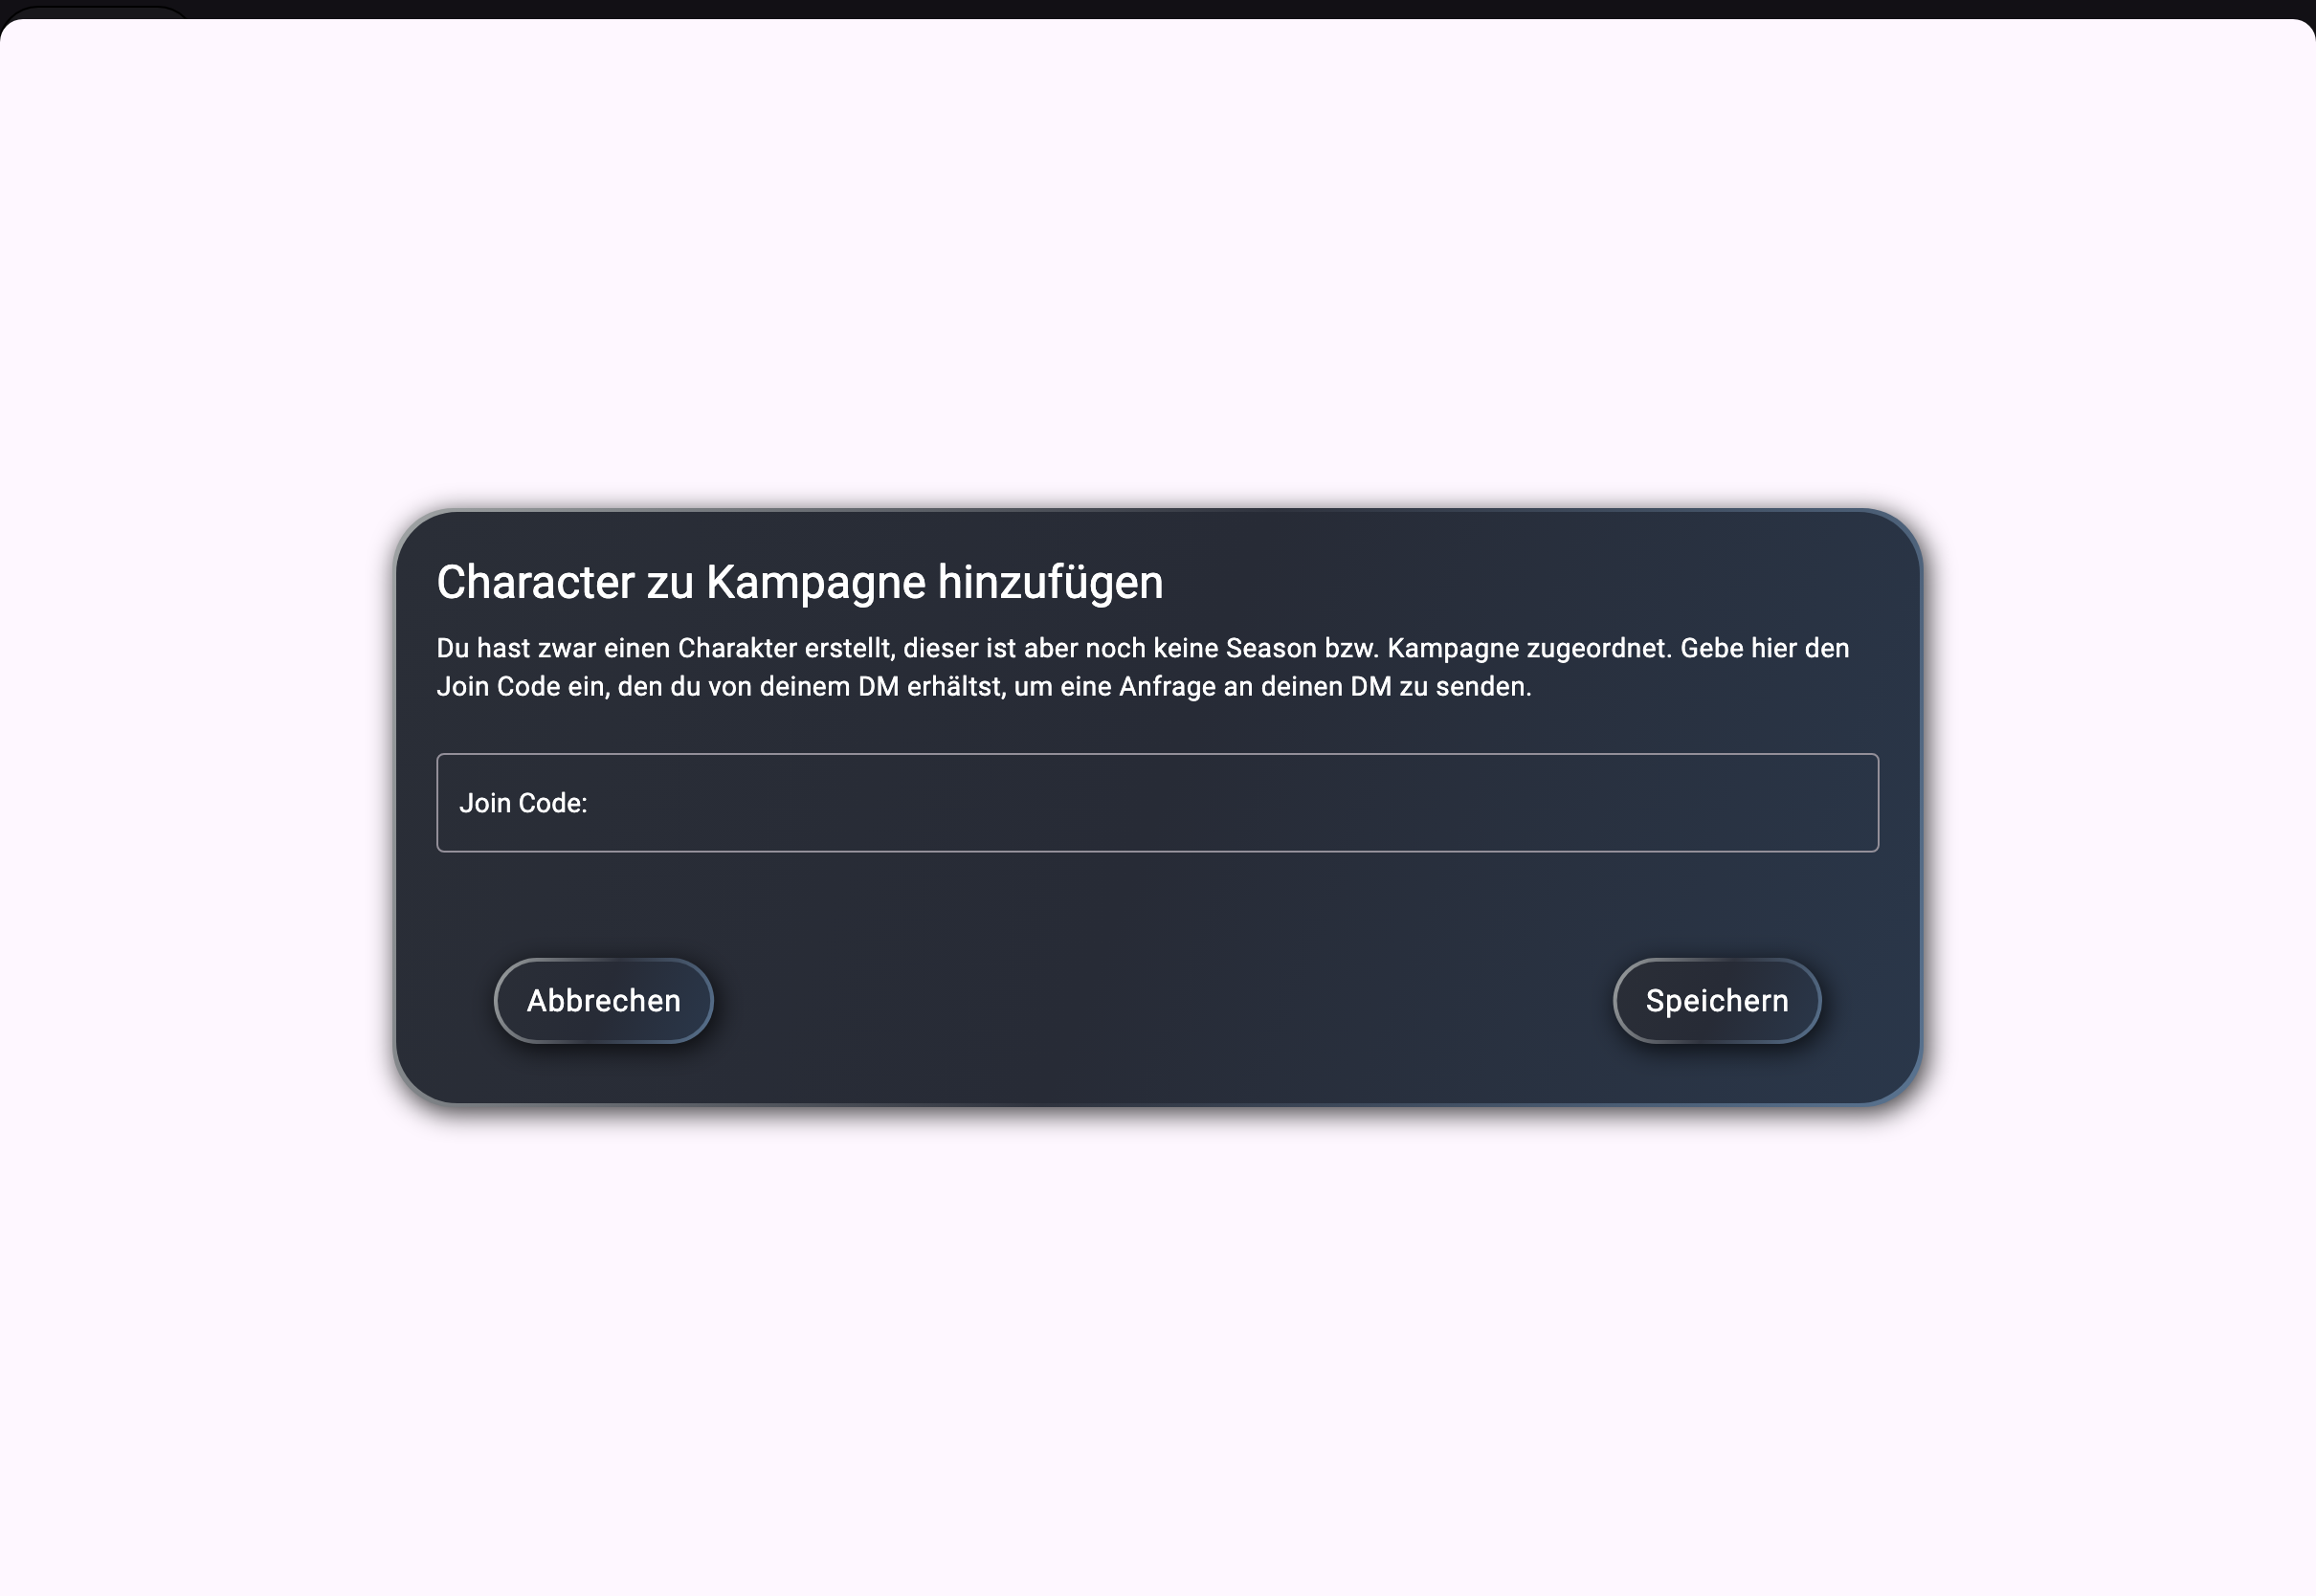 Character zu Kampagne hinzufügen
Du hast zwar einen Charakter erstellt, dieser ist aber noch keine Season bzw. Kampagne zugeordnet. Gebe hier den
Join Code ein, den du von deinem DM erhältst, um eine Anfrage an deinen DM zu senden.
Join Code:
Abbrechen
Speichern